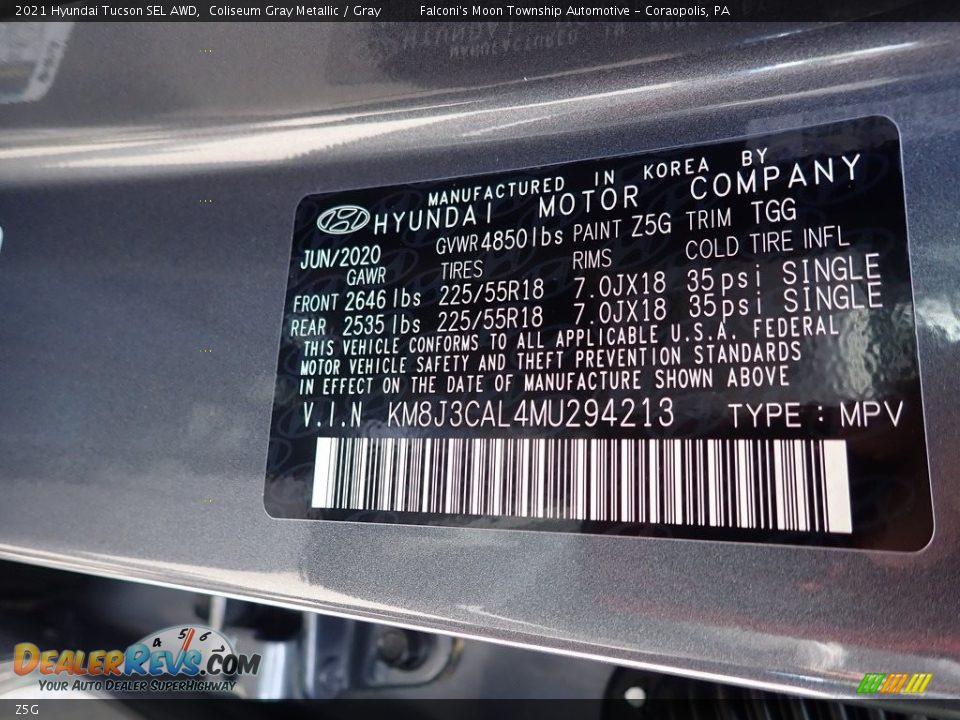 2021 Hyundai Tucson SEL AWD, Coliseum Gray Metallic / Gray Falconi's Moon Township Automotive - Coraopolis, PA
MANUFACTURED IN KOREA BY
HYUNDAI MOTOR COMPANY
JUN/2020 GVWR 4850lbs PAINT Z5G TRIM TGG
GAWR TIRES RIMS COLD TIRE INFL
FRONT 2646 lbs 225/55R18 7.0JX18 35psi SINGLE
REAR 2535 lbs 225/55R18 7.0JX18 35psi SINGLE
THIS VEHICLE CONFORMS TO ALL APPLICABLE U.S.A. FEDERAL
MOTOR VEHICLE SAFETY AND THEFT PREVENTION STANDARDS
IN EFFECT ON THE DATE OF MANUFACTURE SHOWN ABOVE
V.I.N KM8J3CAL4MU294213 TYPE : MPV
4 5 6
DEALERREVS.COM
YOUR AUTO DEALER SUPERHIGHWAY
Z5G